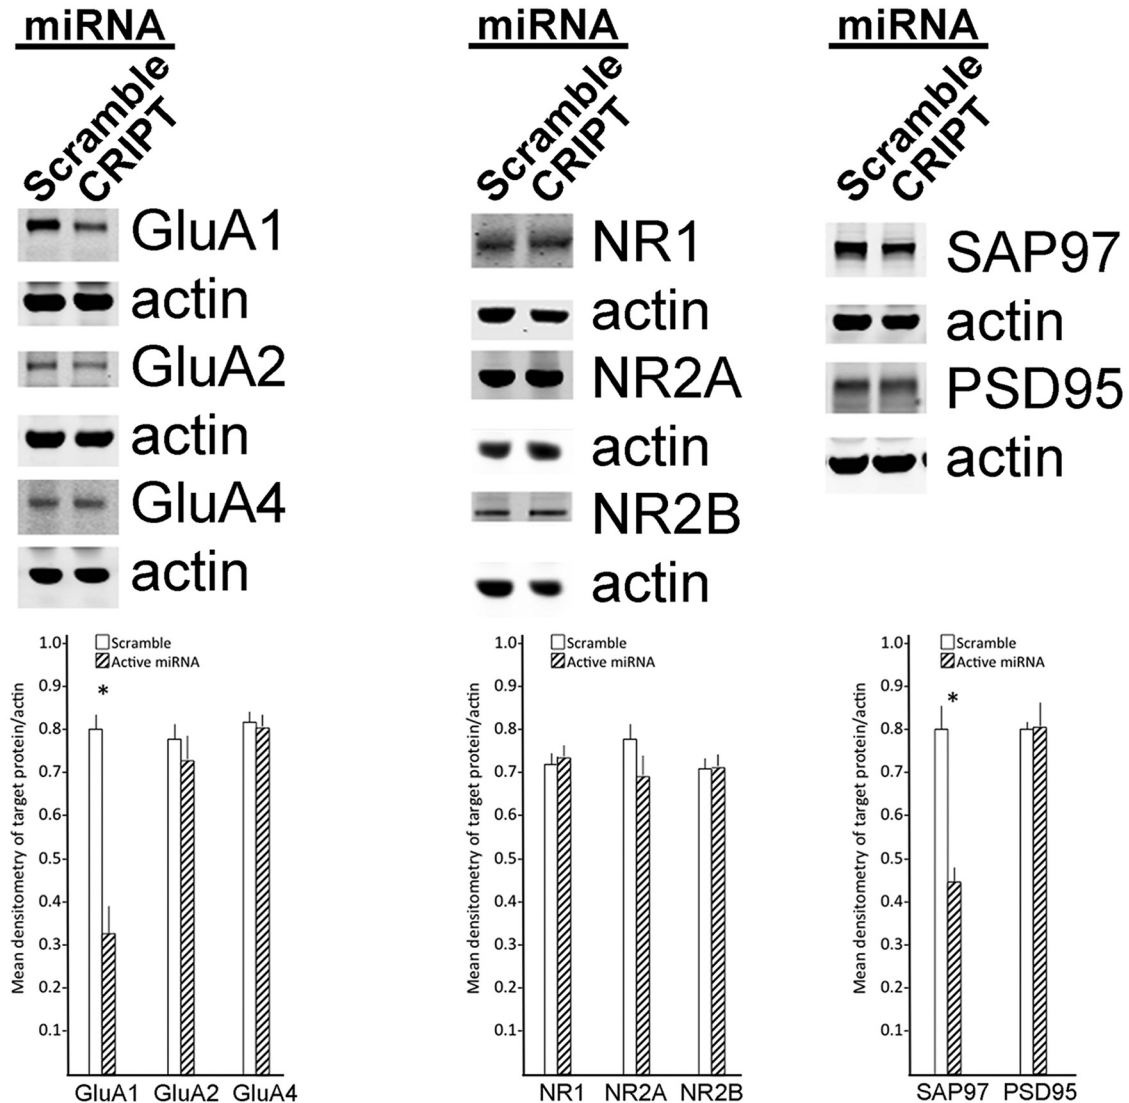 miRNA
Scramble
CRIPT
GluA1
actin
GluA2
actin
GluA4
actin
miRNA
Scramble
CRIPT
NR1
actin
NR2A
actin
NR2B
actin
miRNA
Scramble
CRIPT
SAP97
actin
PSD95
actin
Mean densitometry of target protein/actin
1.0
0.9
0.8
0.7
0.6
0.5
0.4
0.3
0.2
0.1
Scramble
Active miRNA
*
GluA1 GluA2 GluA4
Mean densitometry of target protein/actin
1.0
0.9
0.8
0.7
0.6
0.5
0.4
0.3
0.2
0.1
Scramble
Active miRNA
NR1 NR2A NR2B
Mean densitometry of target protein/actin
1.0
0.9
0.8
0.7
0.6
0.5
0.4
0.3
0.2
0.1
Scramble
Active miRNA
*
SAP97 PSD95